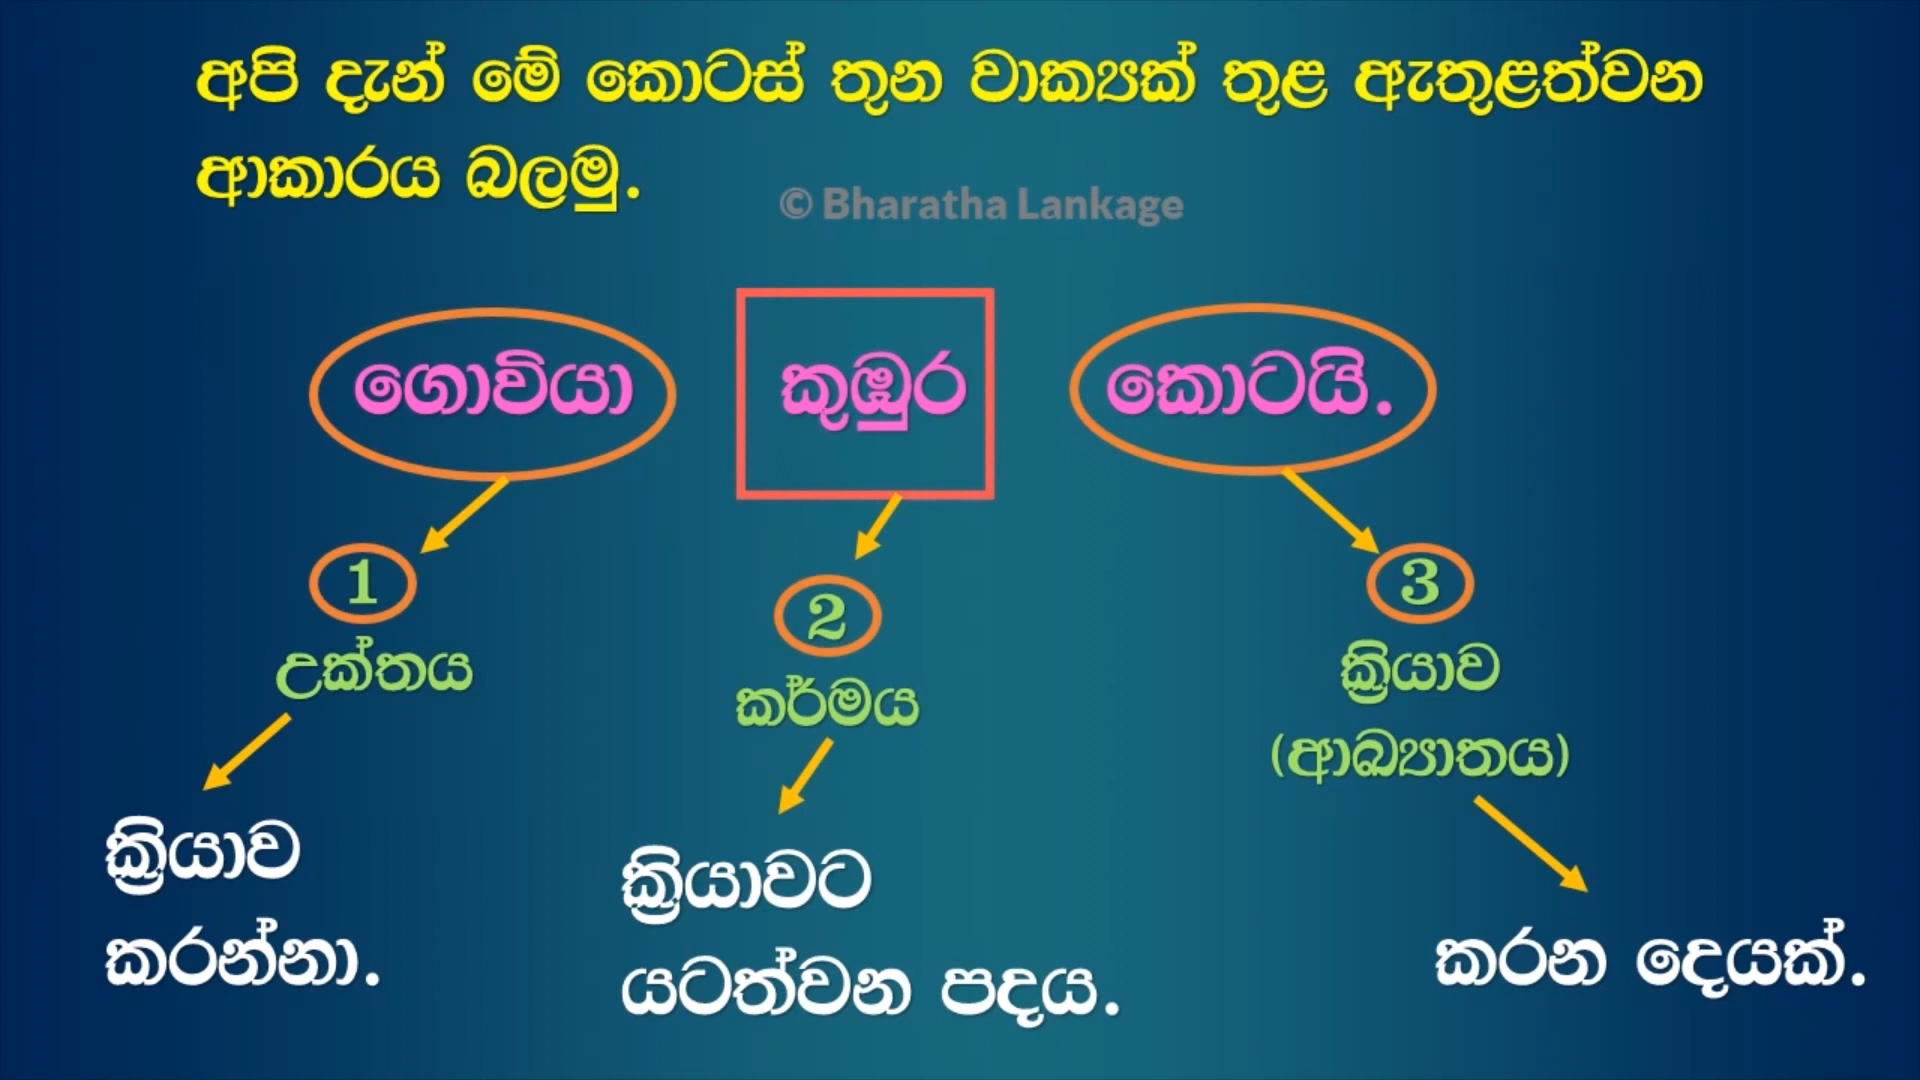 අපි දැන් මේ කොටස් තුන වාක්‍යක් තුළ ඇතුළත්වන
ආකාරය බලමු.
© Bharatha Lankage
ගොවියා කුඹුර කොටයි.
1 2 3
උක්තය කර්මය ක්‍රියාව
(ආඛ්‍යාතය)
ක්‍රියාව
කරන්නා.
ක්‍රියාවට
යටත්වන පදය.
කරන දෙයක්.